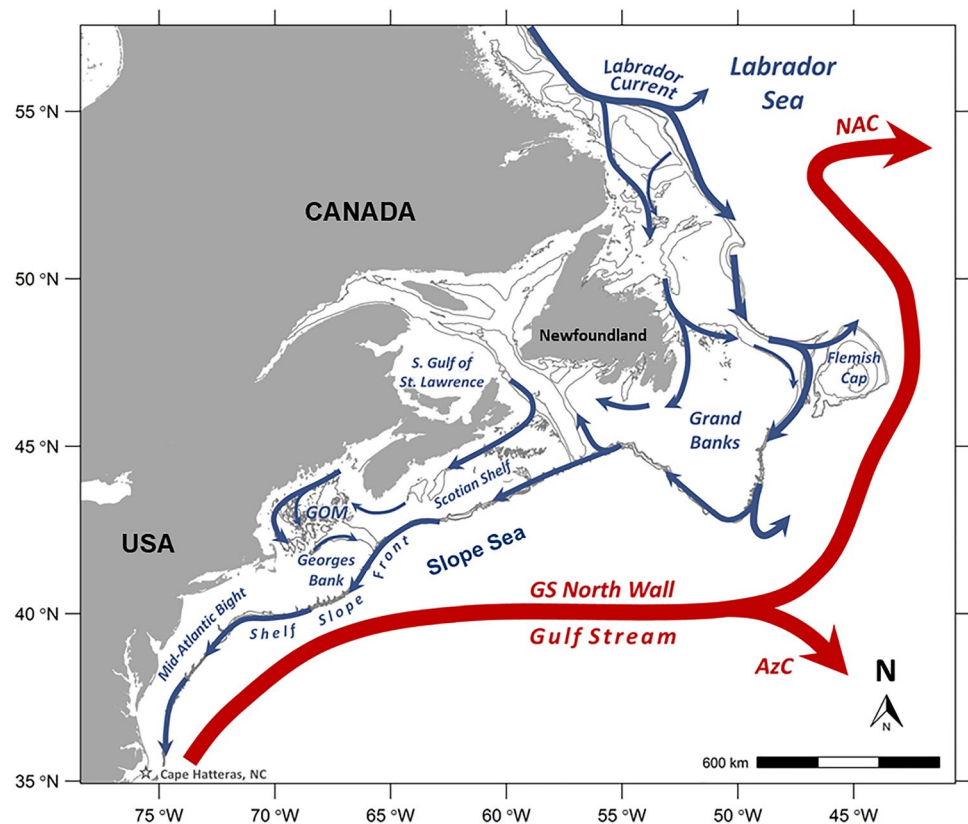 Labrador
Current
Labrador
Sea
55 °N
NAC
CANADA
50 °N
Newfoundland
S. Gulf of
St. Lawrence
Flemish
Cap
Grand
Banks
45 °N
Scotian Shelf
GOM
USA
Georges
Bank
Slope Sea
Shelf Slope Front
GS North Wall
40 °N
Gulf Stream
Mid-Atlantic Bight
AzC
N
600 km
35 °N
Cape Hatteras, NC
75 °W 70 °W 65 °W 60 °W 55 °W 50 °W 45 °W